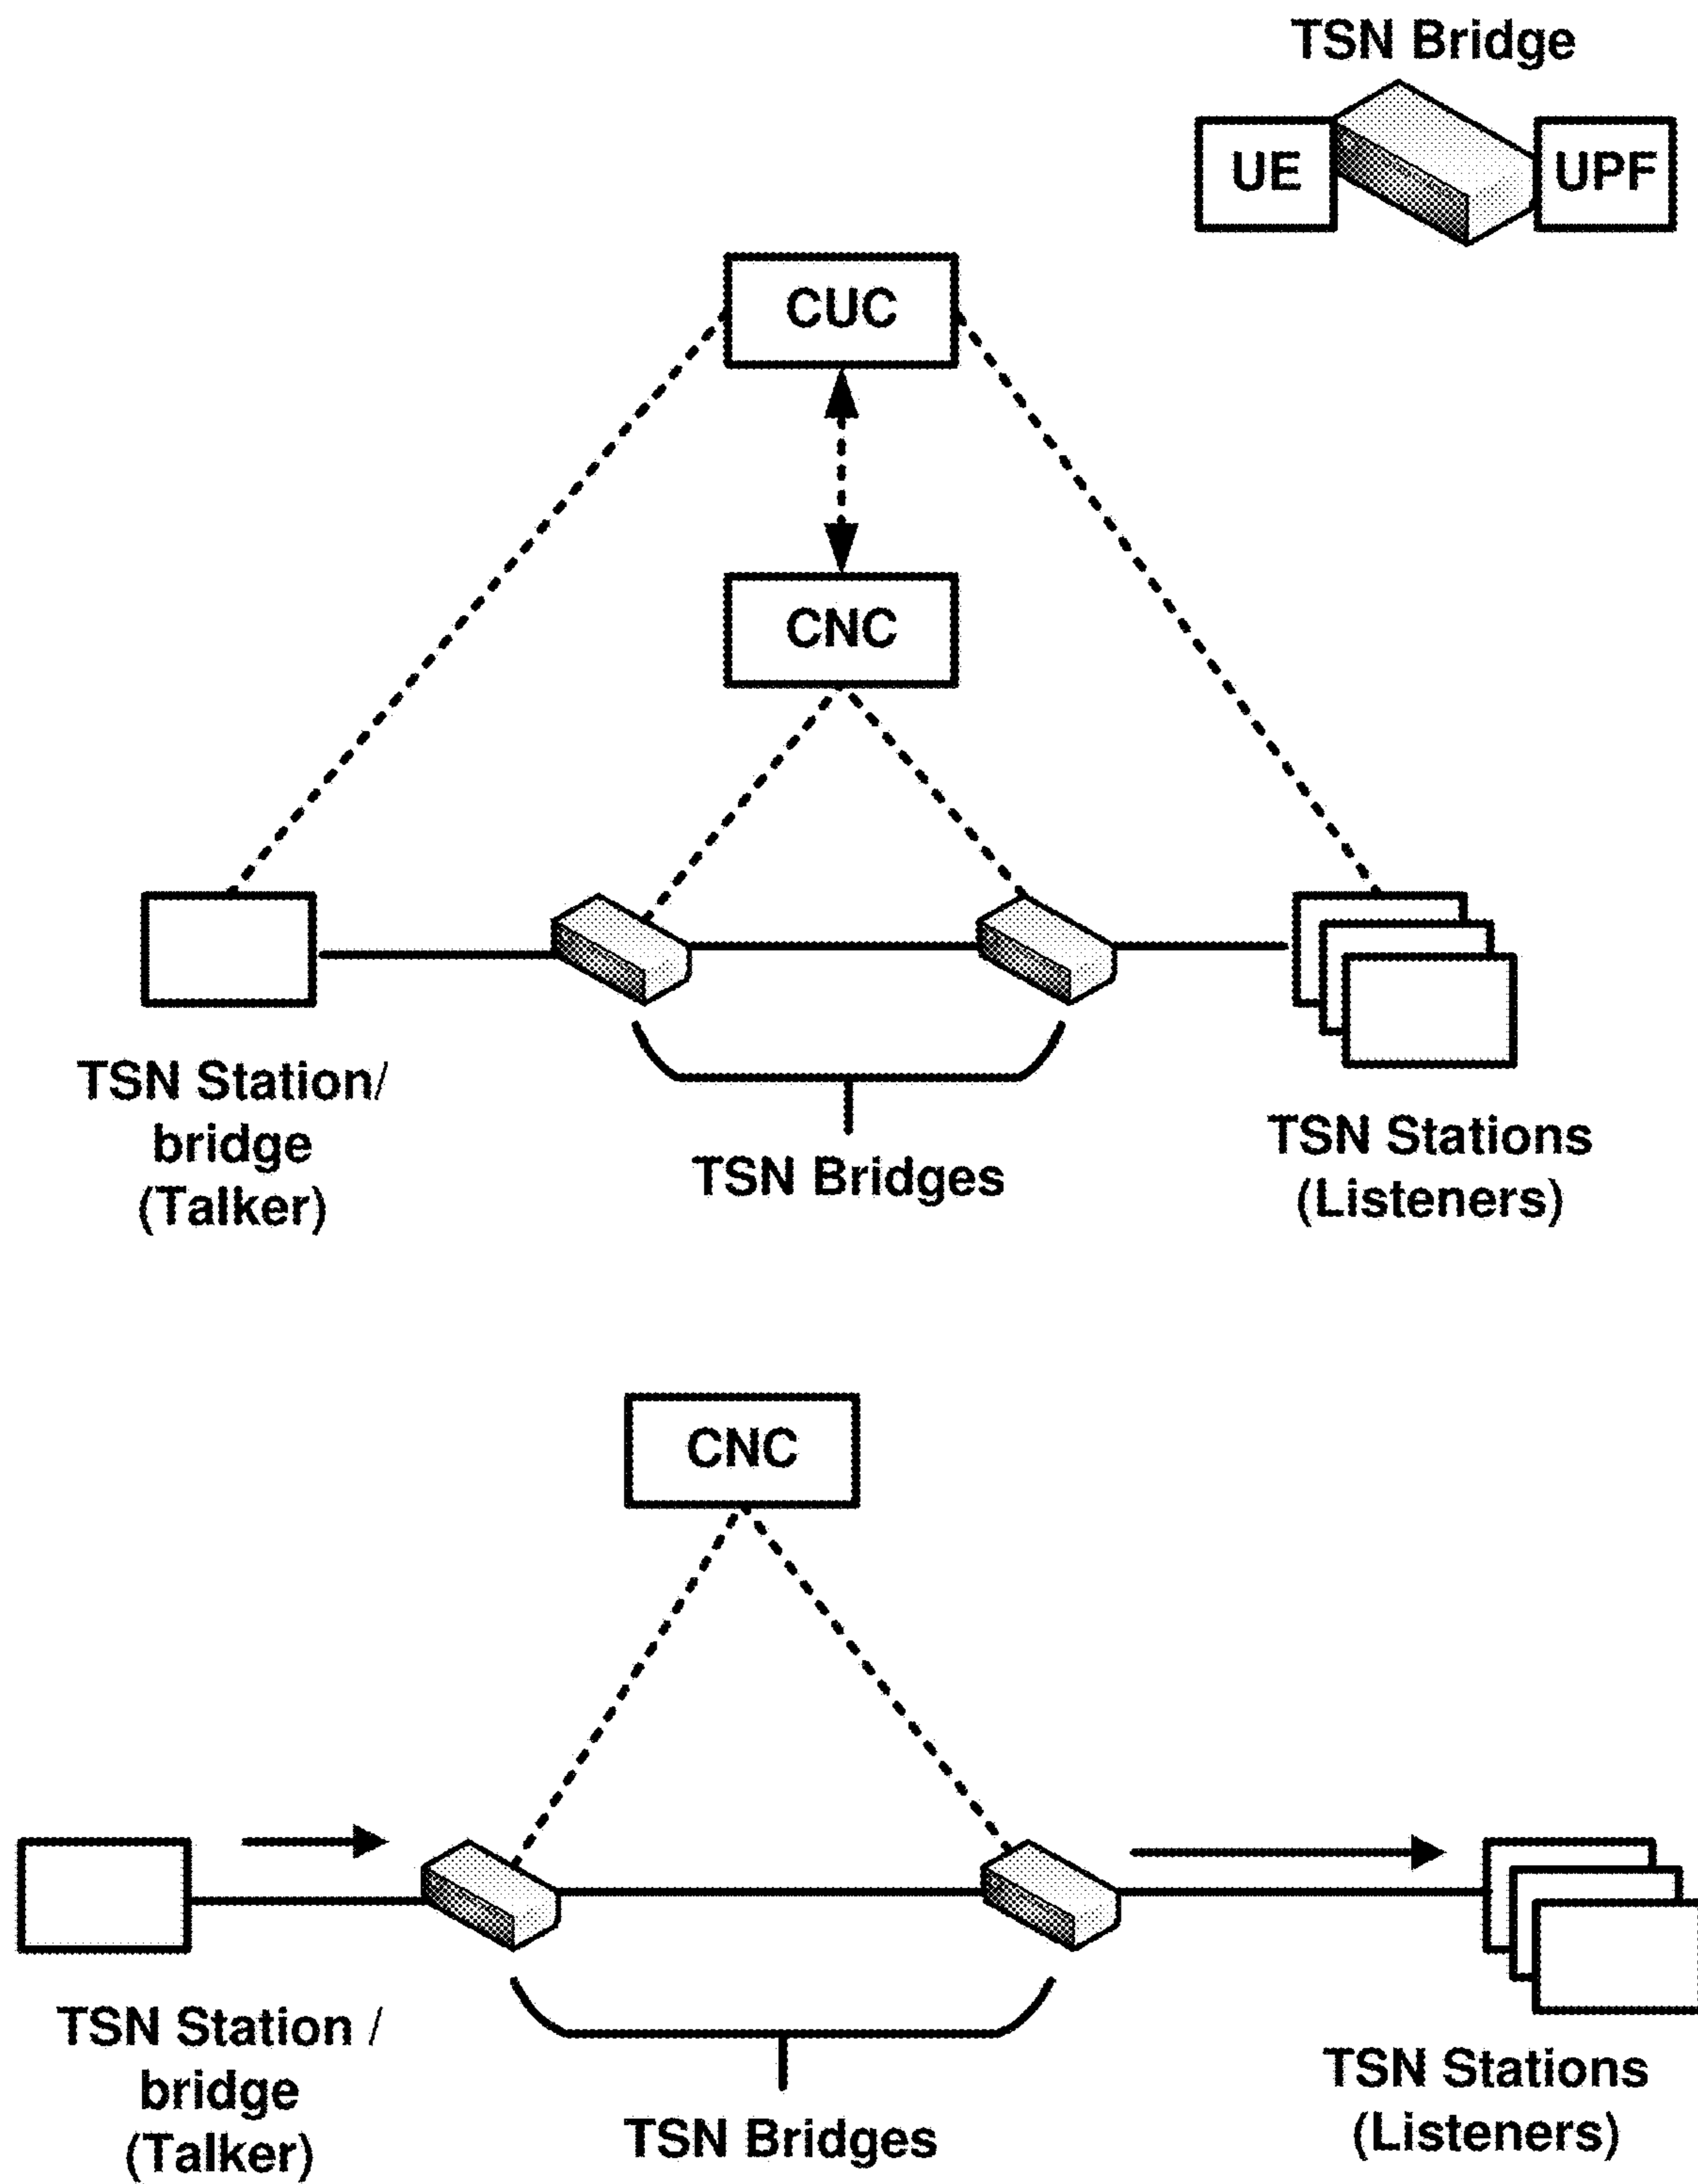 TSN Bridge
UE
UPF
CUC
CNC
TSN Station/
bridge
(Talker)
TSN Bridges
TSN Stations
(Listeners)
CNC
TSN Station /
bridge
(Talker)
TSN Bridges
TSN Stations
(Listeners)